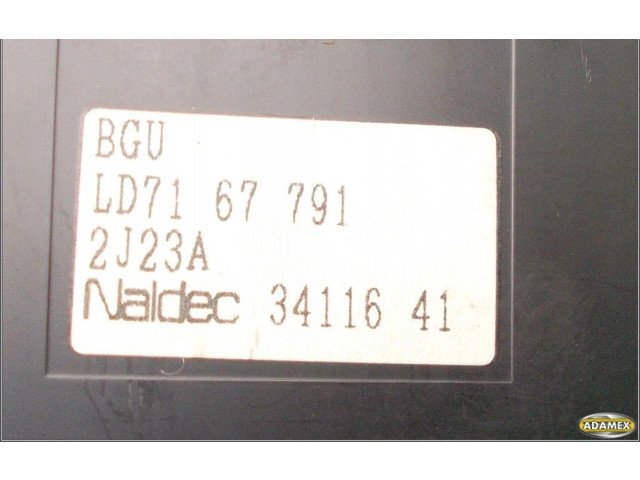 BGU
LD71 67 791
2J23A
Naldec 34116 41
ADAMEX